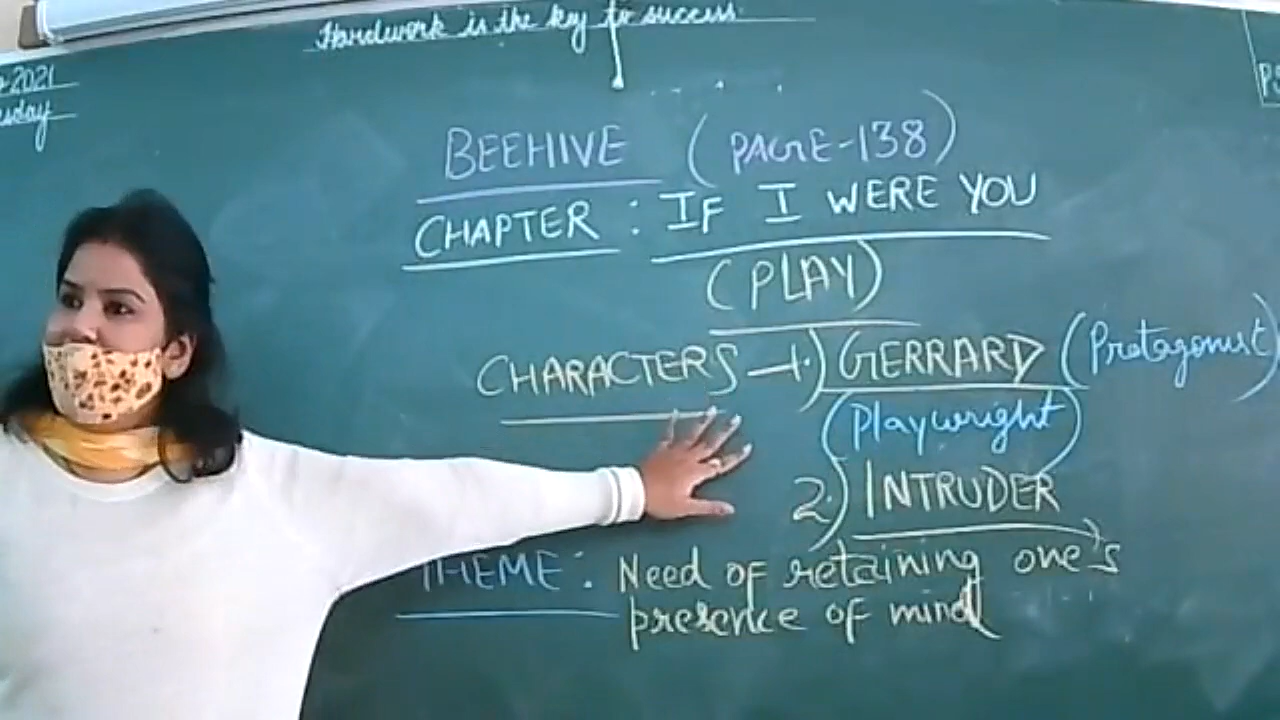 Hardwork is the key to success
2021
BEEHIVE (PAGE-138)
CHAPTER : IF I WERE YOU
(PLAY)
CHARACTERS - 1.) GERRARD (Protagonist)
(Playwright)
2.) INTRUDER
THEME : Need of retaining one's
presence of mind